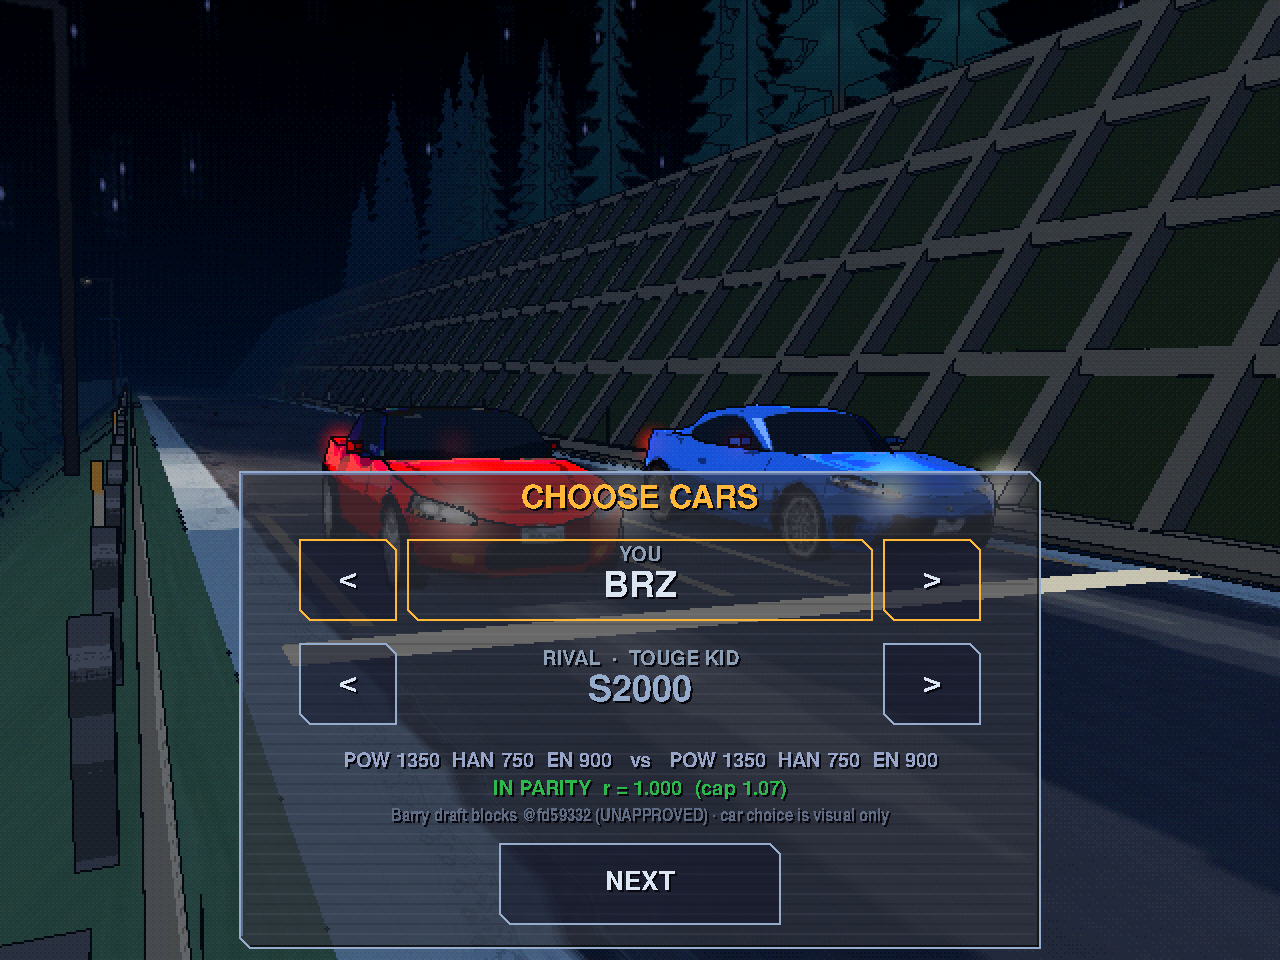 CHOOSE CARS
YOU
< BRZ >
RIVAL · TOUGE KID
< S2000 >
POW 1350 HAN 750 EN 900 vs POW 1350 HAN 750 EN 900
IN PARITY r = 1.000 (cap 1.07)
Barry draft blocks @fd59332 (UNAPPROVED) · car choice is visual only
NEXT